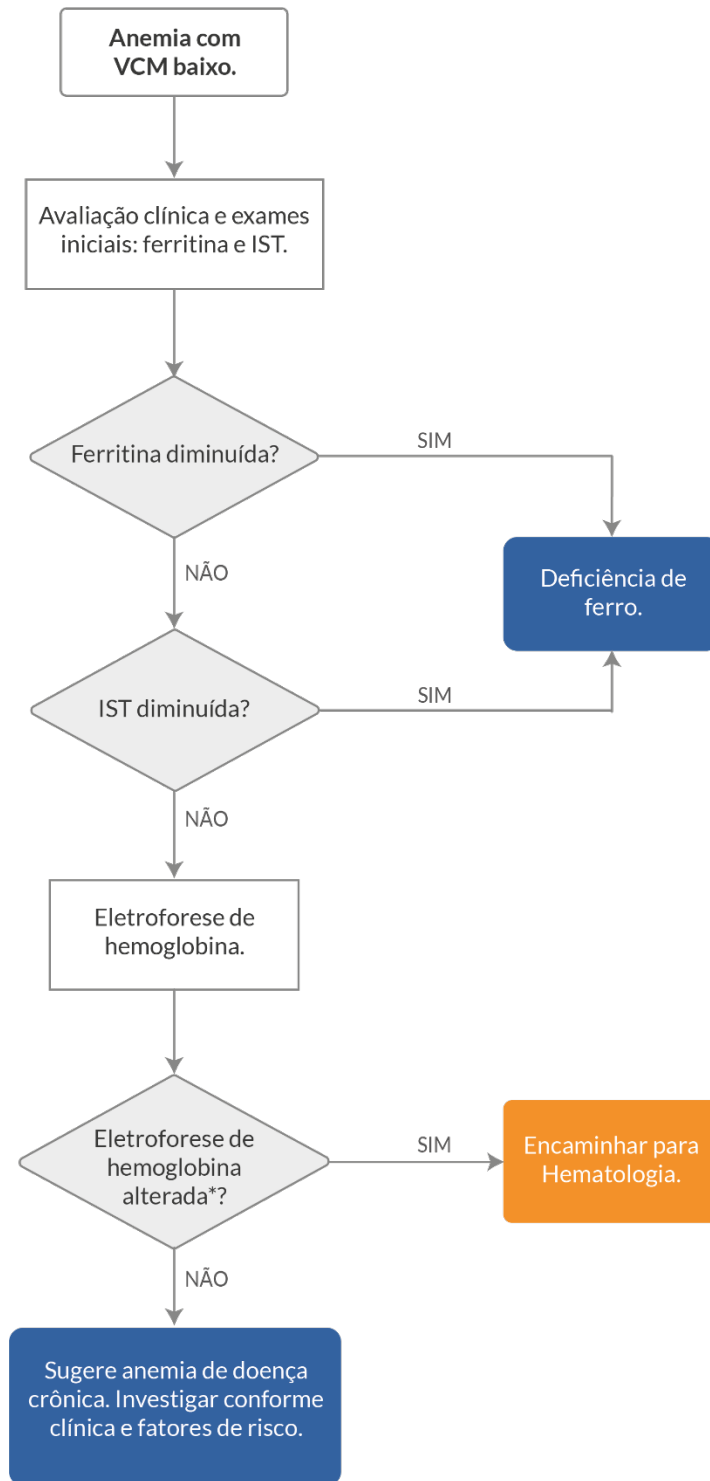 Anemia com
VCM baixo.
Avaliação clínica e exames
iniciais: ferritina e IST.
Ferritina diminuída?
SIM
NÃO
Deficiência de
ferro.
IST diminuída?
SIM
NÃO
Eletroforese de
hemoglobina.
Eletroforese de
hemoglobina
alterada*?
SIM
Encaminhar para
Hematologia.
NÃO
Sugere anemia de doença
crônica. Investigar conforme
clínica e fatores de risco.